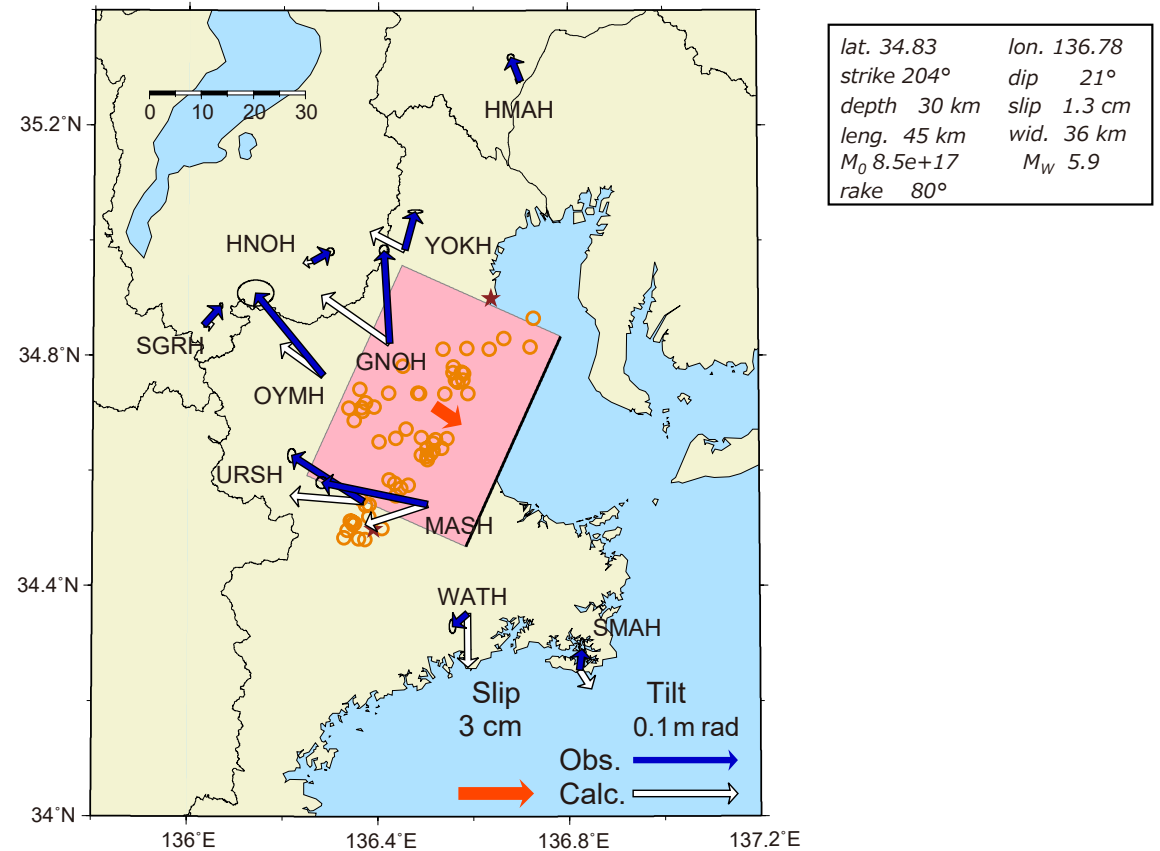 lat. 34.83 lon. 136.78
strike 204° dip 21°
depth 30 km slip 1.3 cm
leng. 45 km wid. 36 km
M0 8.5e+17 MW 5.9
rake 80°
0 10 20 30
HMAH
35.2˚N
HNOH
YOKH
SGRH
GNOH
34.8˚N
OYMH
URSH
MASH
34.4˚N
WATH
SMAH
Slip Tilt
3 cm 0.1 m rad
Obs.
Calc.
34˚N
136˚E 136.4˚E 136.8˚E 137.2˚E